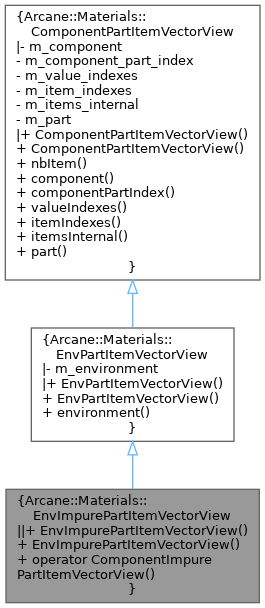 {Arcane::Materials::
ComponentPartItemVectorView
|- m_component
- m_component_part_index
- m_value_indexes
- m_item_indexes
- m_items_internal
- m_part
|+ ComponentPartItemVectorView()
+ ComponentPartItemVectorView()
+ nbItem()
+ component()
+ componentPartIndex()
+ valueIndexes()
+ itemIndexes()
+ itemsInternal()
+ part()
}
{Arcane::Materials::
EnvPartItemVectorView
|- m_environment
|+ EnvPartItemVectorView()
+ EnvPartItemVectorView()
+ environment()
}
{Arcane::Materials::
EnvImpurePartItemVectorView
||+ EnvImpurePartItemVectorView()
+ EnvImpurePartItemVectorView()
+ operator ComponentImpure
PartItemVectorView()
}